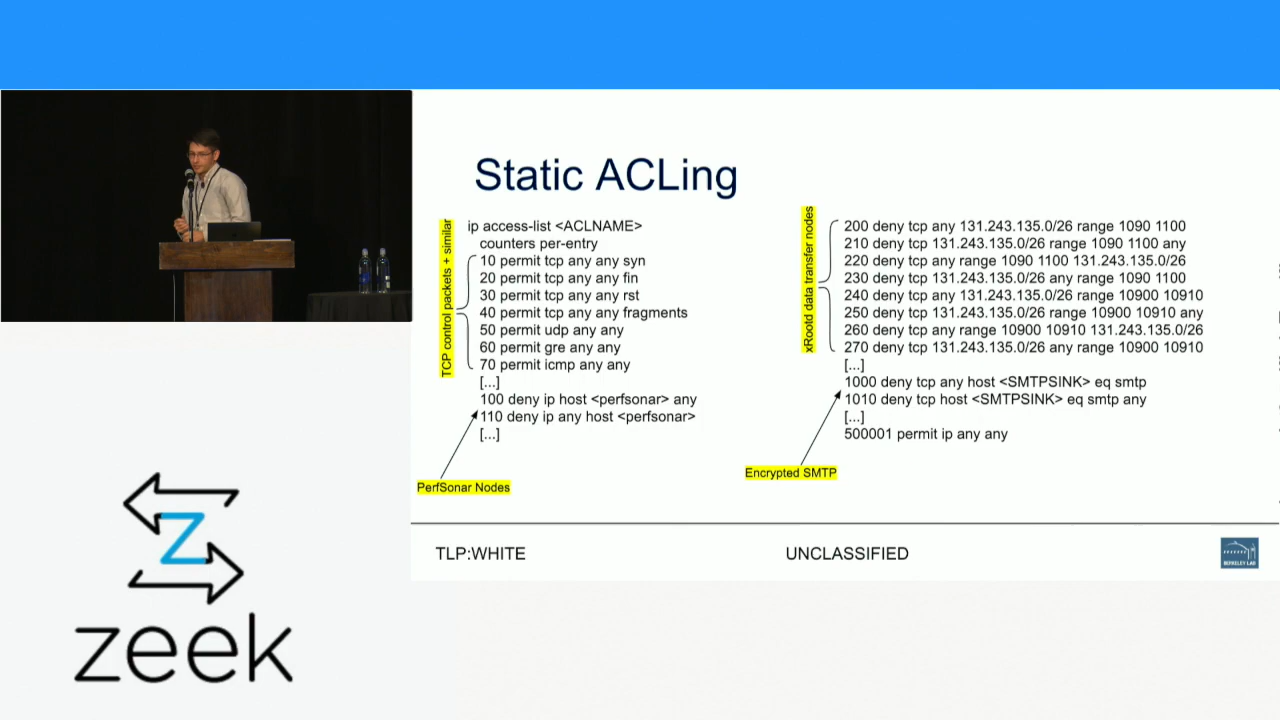 Static ACLing
TCP control packets + similar
ip access-list <ACLNAME>
counters per-entry
10 permit tcp any any syn
20 permit tcp any any fin
30 permit tcp any any rst
40 permit tcp any any fragments
50 permit udp any any
60 permit gre any any
70 permit icmp any any
[...]
100 deny ip host <perfsonar> any
110 deny ip any host <perfsonar>
[...]
PerfSonar Nodes
xRootd data transfer nodes
200 deny tcp any 131.243.135.0/26 range 1090 1100
210 deny tcp 131.243.135.0/26 range 1090 1100 any
220 deny tcp any range 1090 1100 131.243.135.0/26
230 deny tcp 131.243.135.0/26 any range 1090 1100
240 deny tcp any 131.243.135.0/26 range 10900 10910
250 deny tcp 131.243.135.0/26 range 10900 10910 any
260 deny tcp any range 10900 10910 131.243.135.0/26
270 deny tcp 131.243.135.0/26 any range 10900 10910
[...]
1000 deny tcp any host <SMTPSINK> eq smtp
1010 deny tcp host <SMTPSINK> eq smtp any
[...]
500001 permit ip any any
Encrypted SMTP
TLP:WHITE
UNCLASSIFIED
BERKELEY LAB
Z
zeek